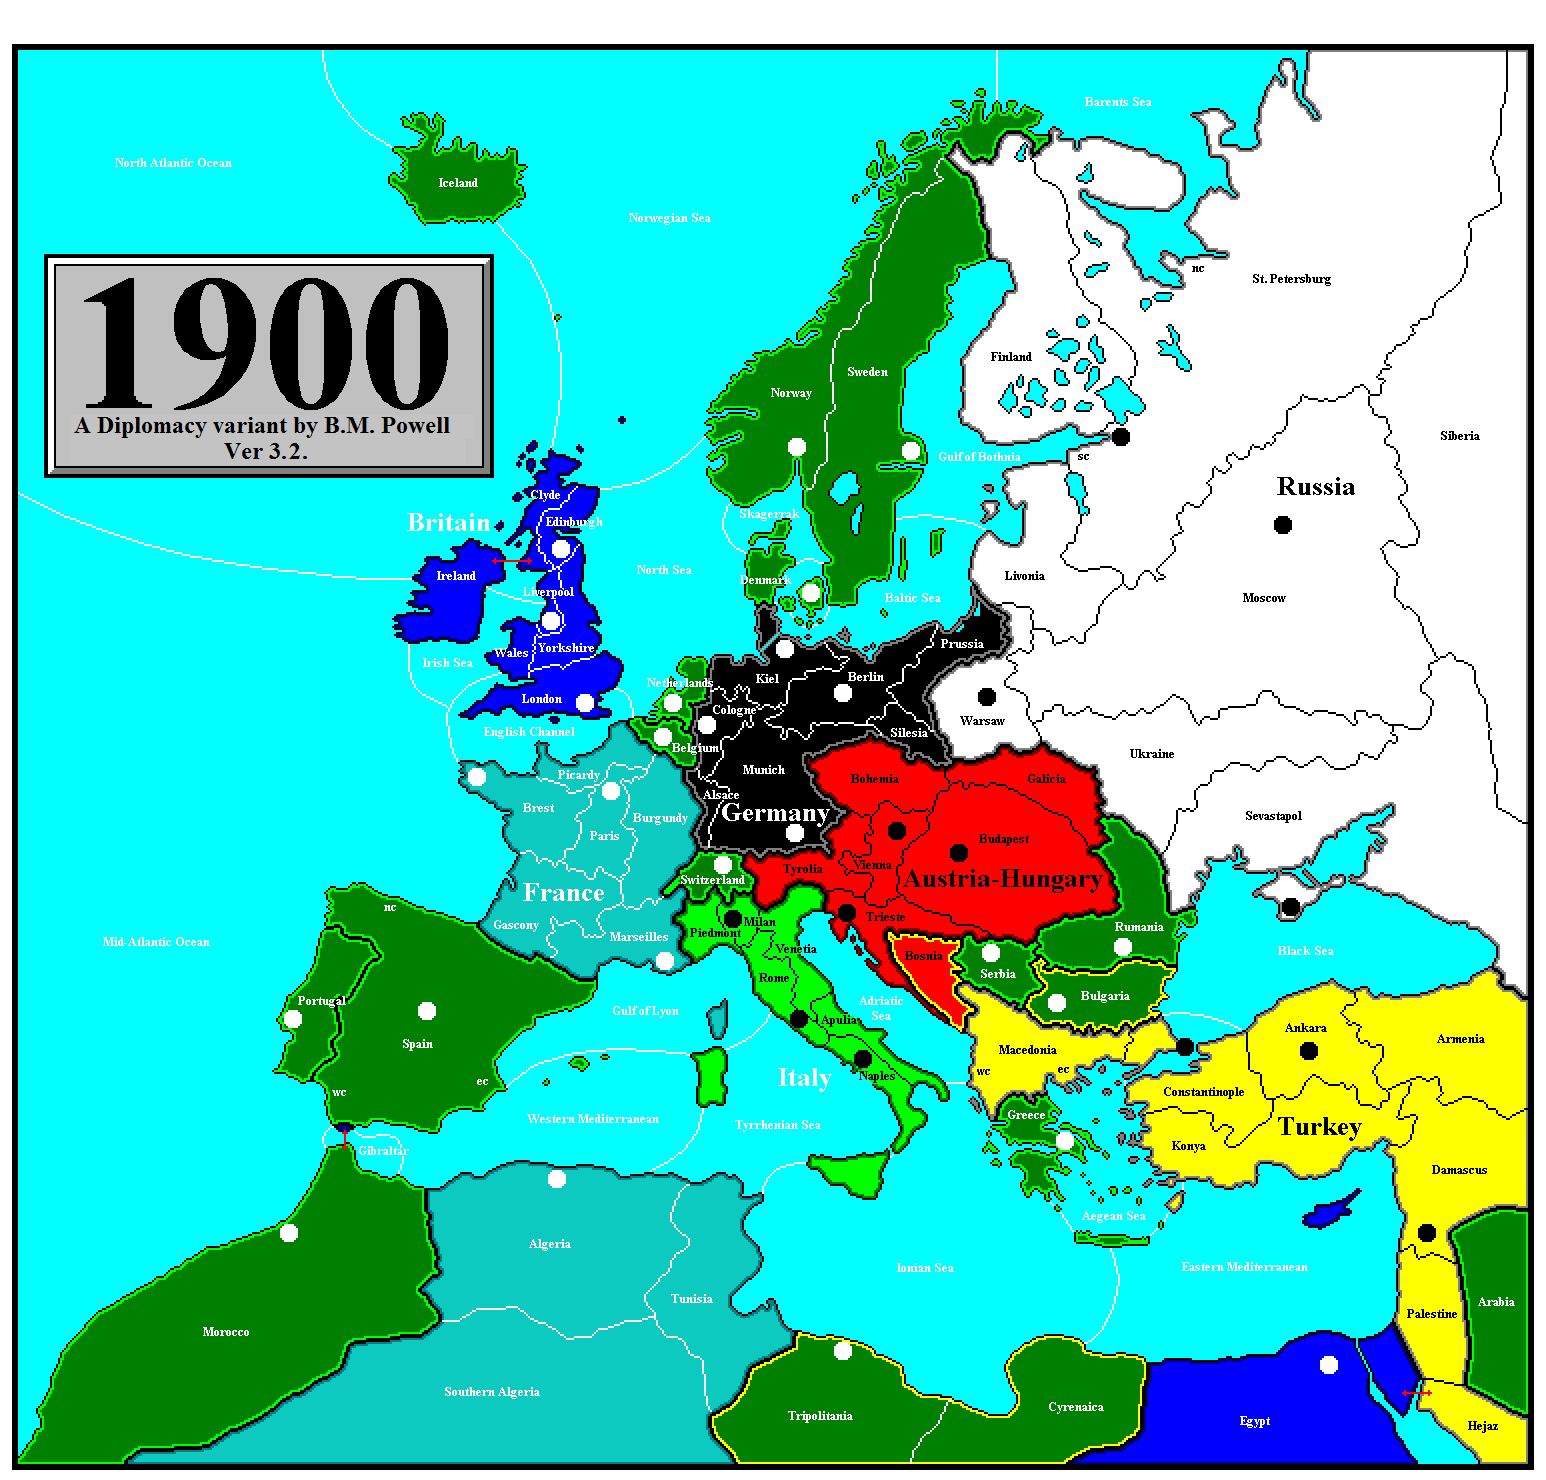 Barents Sea
North Atlantic Ocean
Iceland
Norwegian Sea
nc
St. Petersburg
1900
A Diplomacy variant by B.M. Powell
Ver 3.2.
Finland
Sweden
Norway
Siberia
Gulf of Bothnia
sc
Russia
Clyde
Britain
Edinburgh
Skagerrak
North Sea
Ireland
Livonia
Denmark
Liverpool
Baltic Sea
Moscow
Prussia
Yorkshire
Wales
Irish Sea
Kiel
Berlin
Netherlands
London
Cologne
Warsaw
English Channel
Silesia
Belgium
Ukraine
Munich
Picardy
Bohemia
Galicia
Alsace
Brest
Germany
Burgundy
Sevastapol
Paris
Budapest
Vienna
Tyrolia
Switzerland
Austria-Hungary
France
nc
Trieste
Milan
Gascony
Piedmont
Rumania
Marseilles
Mid-Atlantic Ocean
Venetia
Black Sea
Bosnia
Serbia
Rome
Bulgaria
Portugal
Adriatic
Sea
Gulf of Lyon
Apulia
Ankara
Armenia
Spain
Macedonia
wc
ec
Naples
Italy
ec
wc
Constantinople
Greece
Western Mediterranean
Tyrrhenian Sea
Turkey
Konya
Gibraltar
Damascus
Aegean Sea
Algeria
Ionian Sea
Eastern Mediterranean
Tunisia
Arabia
Palestine
Morocco
Southern Algeria
Cyrenaica
Tripolitania
Egypt
Hejaz